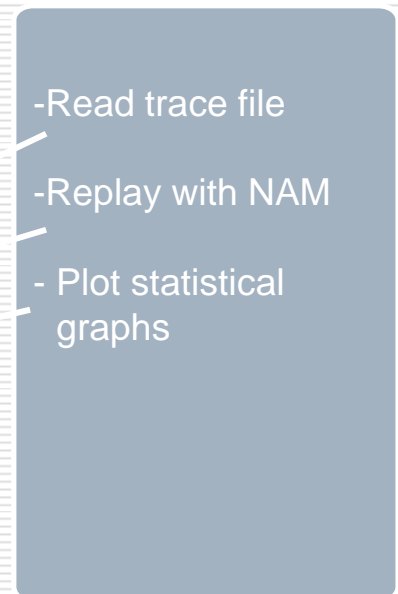 -Read trace file
-Replay with NAM
- Plot statistical
graphs